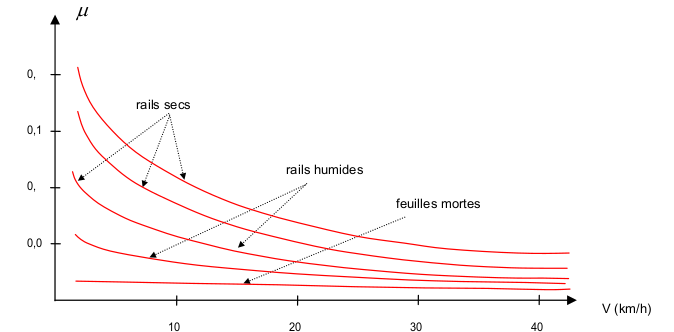 μ
0,
rails secs
0,1
rails humides
0,
feuilles mortes
0,0
V (km/h)
10
20
30
40